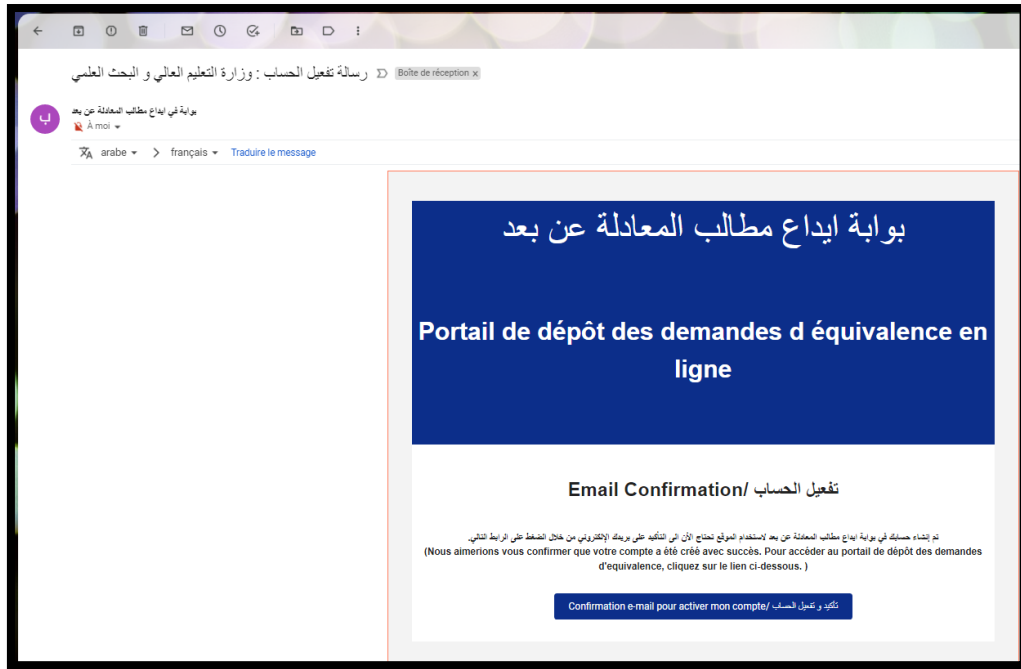 رسالة تفعيل الحساب : وزارة التعليم العالي و البحث العلمي Boîte de réception x
بوابة في ايداع مطالب المعادلة عن بعد
ب
À moi
arabe > français Traduire le message
بوابة ايداع مطالب المعادلة عن بعد
Portail de dépôt des demandes d équivalence en
ligne
Email Confirmation/ تفعيل الحساب
تم إنشاء حسابك في بوابة ايداع مطالب المعادلة عن بعد لاستخدام الموقع تحتاج الأن الى التأكيد على بريدك الإلكتروني من خلال الضغط على الرابط التالي.
(Nous aimerions vous confirmer que votre compte a été créé avec succès. Pour accéder au portail de dépôt des demandes
d'equivalence, cliquez sur le lien ci-dessous. )
Confirmation e-mail pour activer mon compte/ تأكيد و تفعيل الحساب